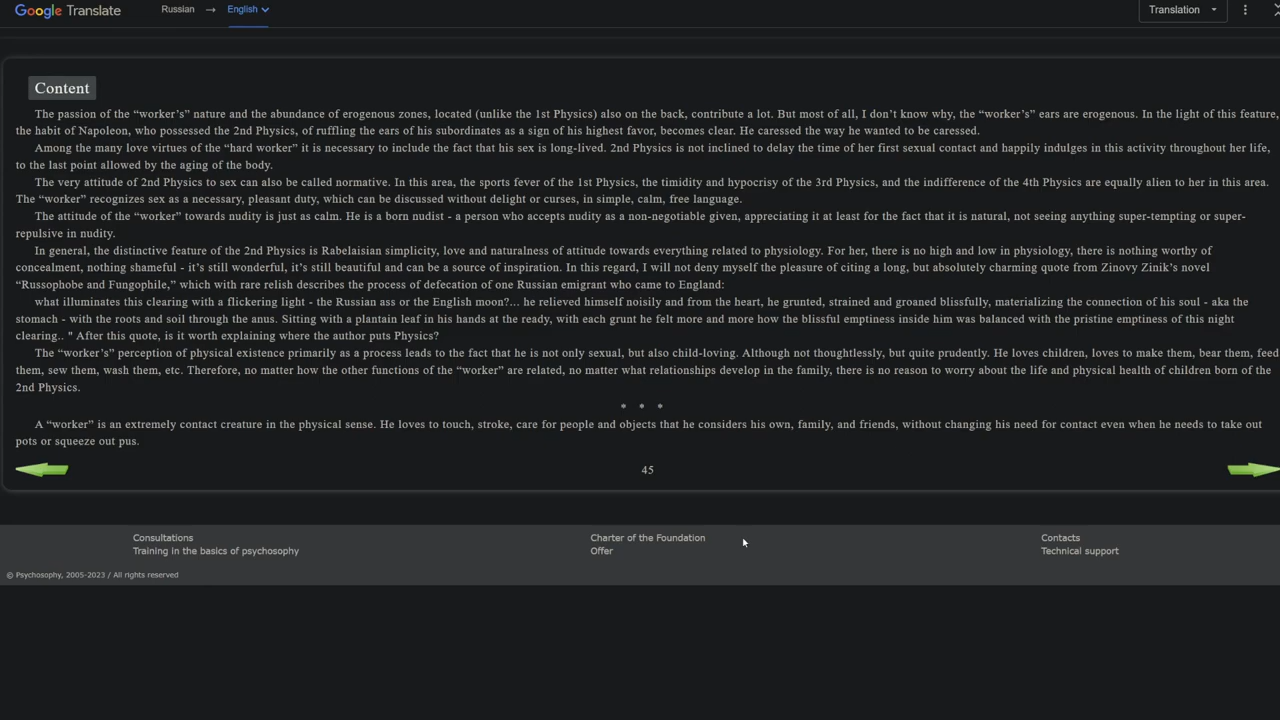 Google Translate
Russian → English
Translation
Content
The passion of the “worker’s” nature and the abundance of erogenous zones, located (unlike the 1st Physics) also on the back, contribute a lot. But most of all, I don’t know why, the “worker’s” ears are erogenous. In the light of this feature,
the habit of Napoleon, who possessed the 2nd Physics, of ruffling the ears of his subordinates as a sign of his highest favor, becomes clear. He caressed the way he wanted to be caressed.
Among the many love virtues of the “hard worker” it is necessary to include the fact that his sex is long-lived. 2nd Physics is not inclined to delay the time of her first sexual contact and happily indulges in this activity throughout her life,
to the last point allowed by the aging of the body.
The very attitude of 2nd Physics to sex can also be called normative. In this area, the sports fever of the 1st Physics, the timidity and hypocrisy of the 3rd Physics, and the indifference of the 4th Physics are equally alien to her in this area.
The “worker” recognizes sex as a necessary, pleasant duty, which can be discussed without delight or curses, in simple, calm, free language.
The attitude of the “worker” towards nudity is just as calm. He is a born nudist - a person who accepts nudity as a non-negotiable given, appreciating it at least for the fact that it is natural, not seeing anything super-tempting or super-
repulsive in nudity.
In general, the distinctive feature of the 2nd Physics is Rabelaisian simplicity, love and naturalness of attitude towards everything related to physiology. For her, there is no high and low in physiology, there is nothing worthy of
concealment, nothing shameful - it’s still wonderful, it’s still beautiful and can be a source of inspiration. In this regard, I will not deny myself the pleasure of citing a long, but absolutely charming quote from Zinovy Zinik’s novel
“Russophobe and Fungophile,” which with rare relish describes the process of defecation of one Russian emigrant who came to England:
what illuminates this clearing with a flickering light - the Russian ass or the English moon?... he relieved himself noisily and from the heart, he grunted, strained and groaned blissfully, materializing the connection of his soul - aka the
stomach - with the roots and soil through the anus. Sitting with a plantain leaf in his hands at the ready, with each grunt he felt more and more how the blissful emptiness inside him was balanced with the pristine emptiness of this night
clearing.. " After this quote, is it worth explaining where the author puts Physics?
The “worker’s” perception of physical existence primarily as a process leads to the fact that he is not only sexual, but also child-loving. Although not thoughtlessly, but quite prudently. He loves children, loves to make them, bear them, feed
them, sew them, wash them, etc. Therefore, no matter how the other functions of the “worker” are related, no matter what relationships develop in the family, there is no reason to worry about the life and physical health of children born of the
2nd Physics.
* * *
A “worker” is an extremely contact creature in the physical sense. He loves to touch, stroke, care for people and objects that he considers his own, family, and friends, without changing his need for contact even when he needs to take out
pots or squeeze out pus.
45
Consultations
Training in the basics of psychosophy
Charter of the Foundation
Offer
Contacts
Technical support
© Psychosophy, 2005-2023 / All rights reserved